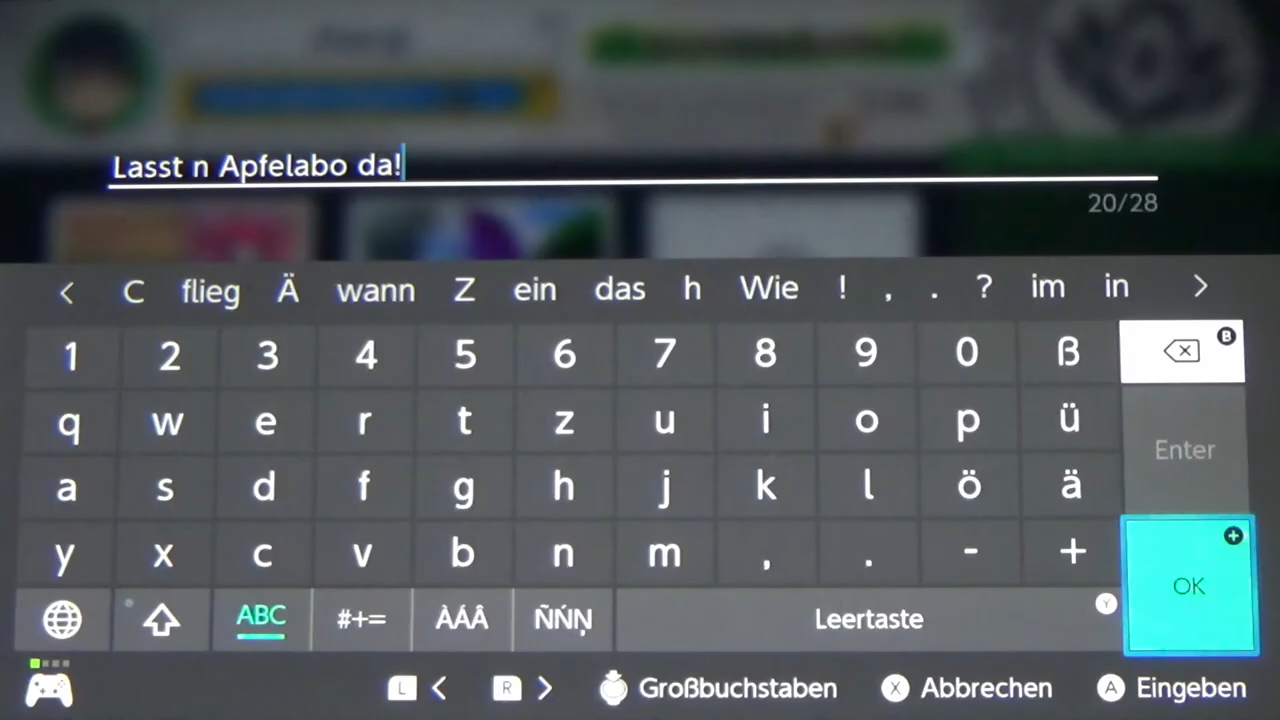 Lasst n Apfelabo da!
20/28
< C flieg Ä wann Z ein das h Wie ! , . ? im in >
1 2 3 4 5 6 7 8 9 0 ß B
q w e r t z u i o p ü
Enter
a s d f g h j k l ö ä
y x c v b n m , . - +
OK
ABC #+= ÀÁÂ ÑŃŅ Leertaste Y
L < R > Großbuchstaben X Abbrechen A Eingeben